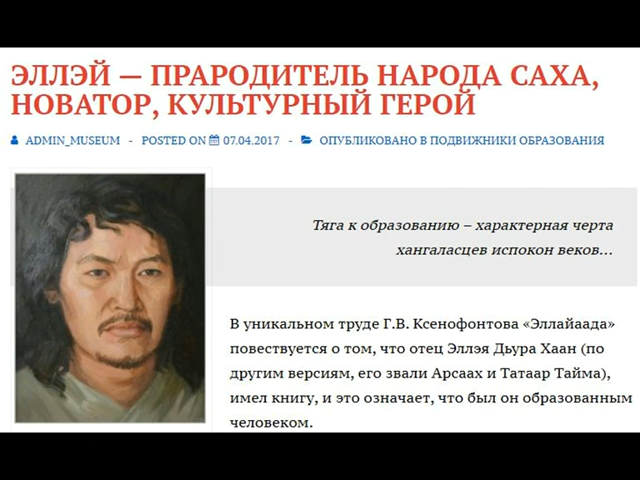 ЭЛЛЭЙ — ПРАРОДИТЕЛЬ НАРОДА САХА,
НОВАТОР, КУЛЬТУРНЫЙ ГЕРОЙ
ADMIN_MUSEUM - POSTED ON 07.04.2017 - ОПУБЛИКОВАНО В ПОДВИЖНИКИ ОБРАЗОВАНИЯ
Тяга к образованию – характерная черта
хангаласцев испокон веков…
В уникальном труде Г.В. Ксенофонтова «Эллайаада»
повествуется о том, что отец Эллэя Дьура Хаан (по
другим версиям, его звали Арсаах и Татаар Тайма),
имел книгу, и это означает, что был он образованным
человеком.